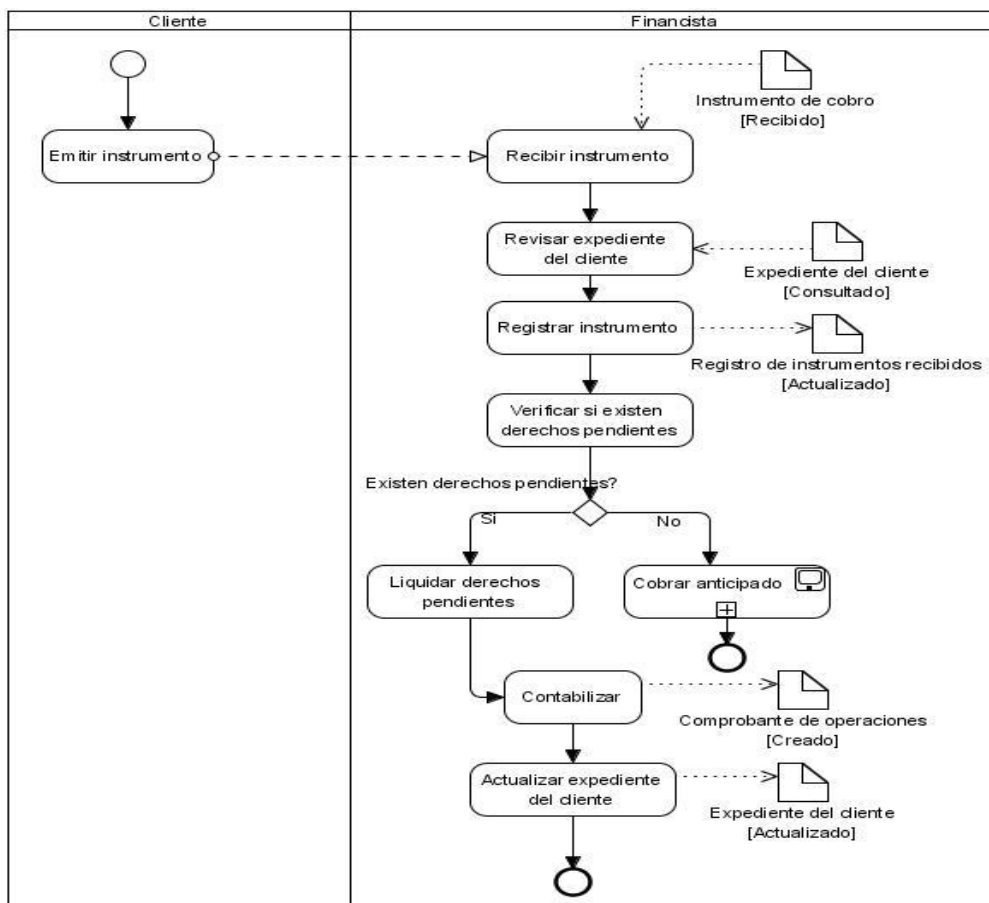 Cliente
Financista
Instrumento de cobro
[Recibido]
Emitir instrumento
Recibir instrumento
Revisar expediente
del cliente
Expediente del cliente
[Consultado]
Registrar instrumento
Registro de instrumentos recibidos
[Actualizado]
Verificar si existen
derechos pendientes
Existen derechos pendientes?
Si
No
Liquidar derechos
pendientes
Cobrar anticipado
Contabilizar
Comprobante de operaciones
[Creado]
Actualizar expediente
del cliente
Expediente del cliente
[Actualizado]